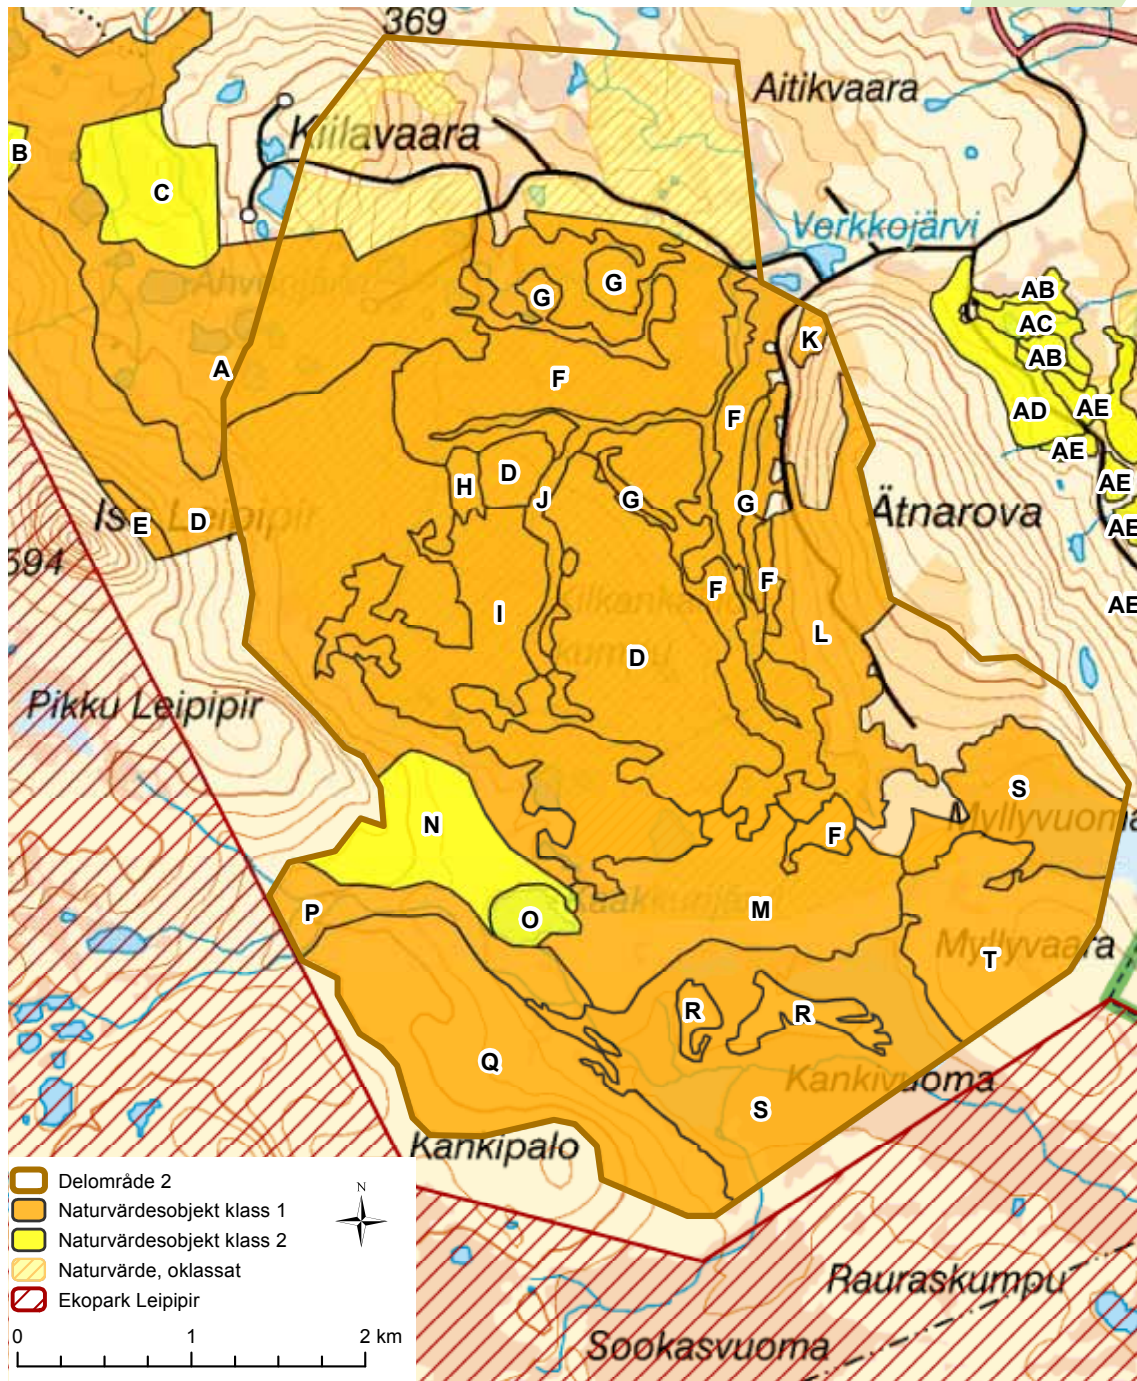 369
Aitikvaara
Kiilavaara
B
C
Verkkojärvi
G
G
AB
AC
AB
K
A
F
F
AD
AE
AE
AE
AE
AE
D
H
J
G
G
Ätnarova
E
D
594
F
F
I
D
L
Pikku Leipipir
N
S
F
Myllyvuoma
P
O
M
Myllyvaara
T
R
R
Q
Kankivuoma
S
Kankipalo
N
Delområde 2
Naturvärdesobjekt klass 1
Naturvärdesobjekt klass 2
Naturvärde, oklassat
Ekopark Leipipir
0 1 2 km
Rauraskumpu
Sookasvuoma